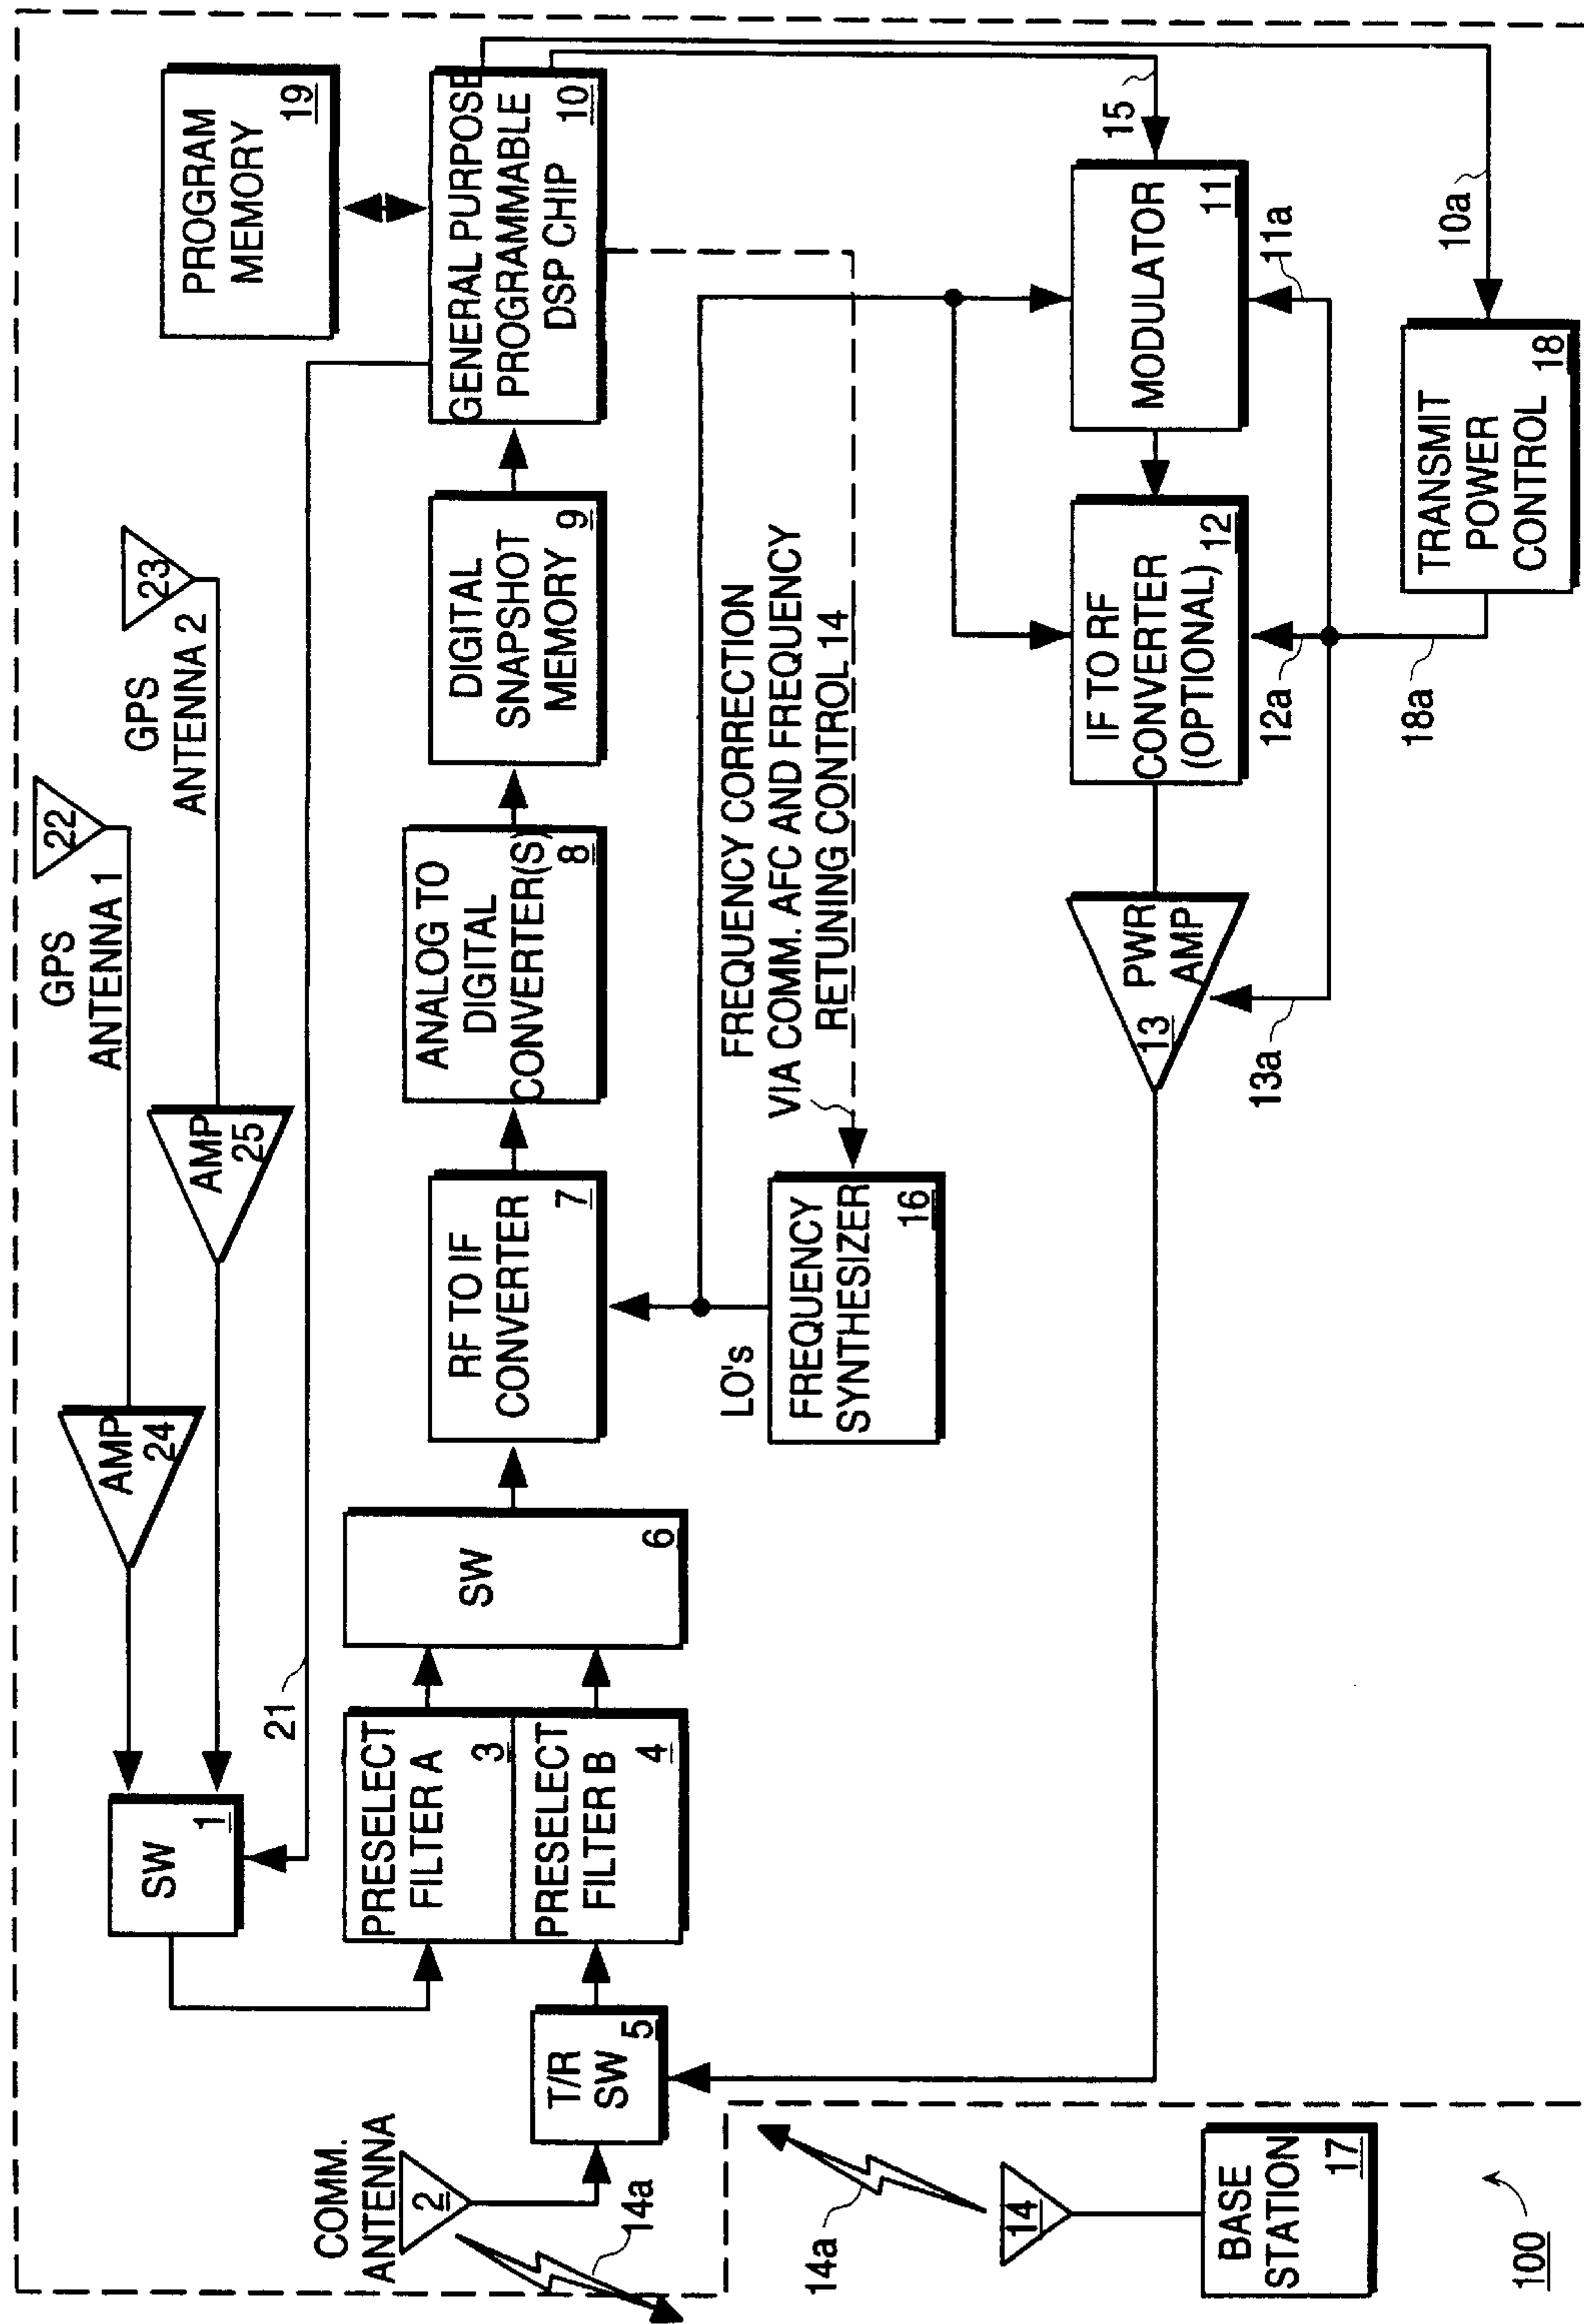 GPS
ANTENNA 1
22
GPS
ANTENNA 2
23
AMP
24
AMP
25
SW
1
21
PROGRAM
MEMORY
19
COMM.
ANTENNA
2
14a
T/R
SW
5
PRESELECT
FILTER A
3
PRESELECT
FILTER B
4
SW
6
RF TO IF
CONVERTER
7
ANALOG TO
DIGITAL
CONVERTER(S)
8
DIGITAL
SNAPSHOT
MEMORY
9
GENERAL PURPOSE
PROGRAMMABLE
DSP CHIP
10
LO's
FREQUENCY
SYNTHESIZER
16
FREQUENCY CORRECTION
VIA COMM. AFC AND FREQUENCY
RETUNING CONTROL 14
14a
14
BASE
STATION
17
100
13
PWR
AMP
13a
IF TO RF
CONVERTER
(OPTIONAL)
12
12a
MODULATOR
11
11a
15
18a
TRANSMIT
POWER
CONTROL
18
10a